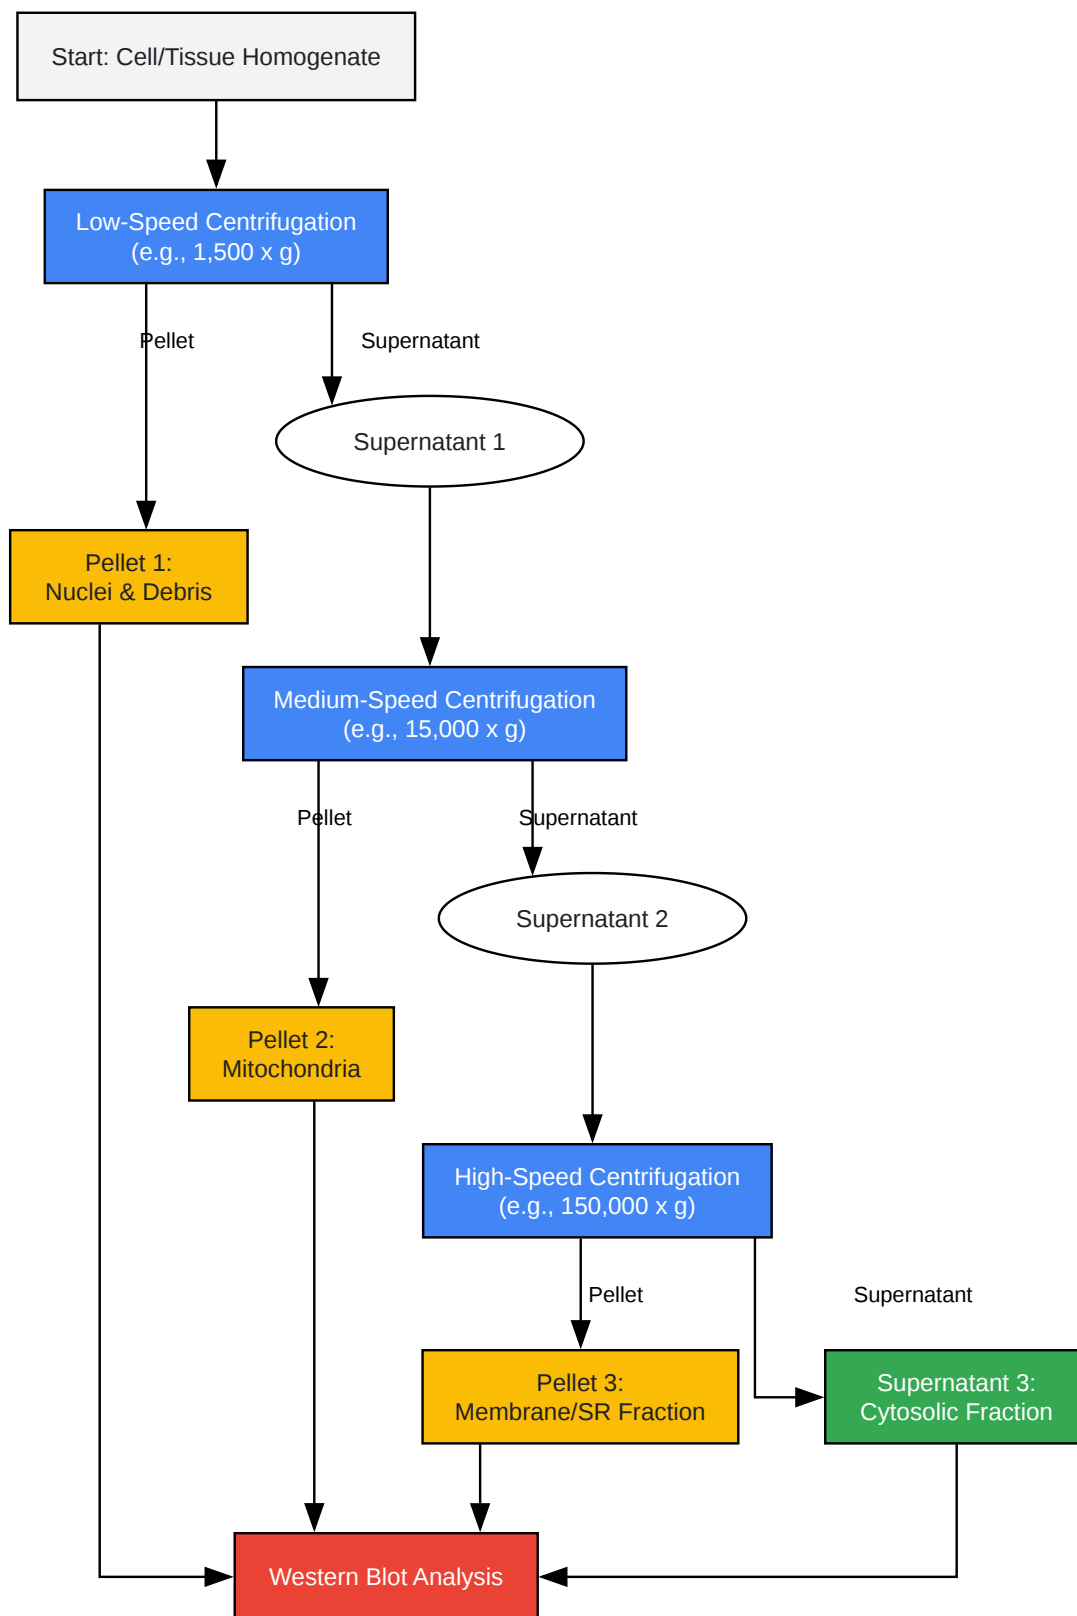 Start: Cell/Tissue Homogenate
Low-Speed Centrifugation
(e.g., 1,500 x g)
Pellet
Supernatant
Supernatant 1
Pellet 1:
Nuclei & Debris
Medium-Speed Centrifugation
(e.g., 15,000 x g)
Pellet
Supernatant
Supernatant 2
Pellet 2:
Mitochondria
High-Speed Centrifugation
(e.g., 150,000 x g)
Pellet
Supernatant
Pellet 3:
Membrane/SR Fraction
Supernatant 3:
Cytosolic Fraction
Western Blot Analysis